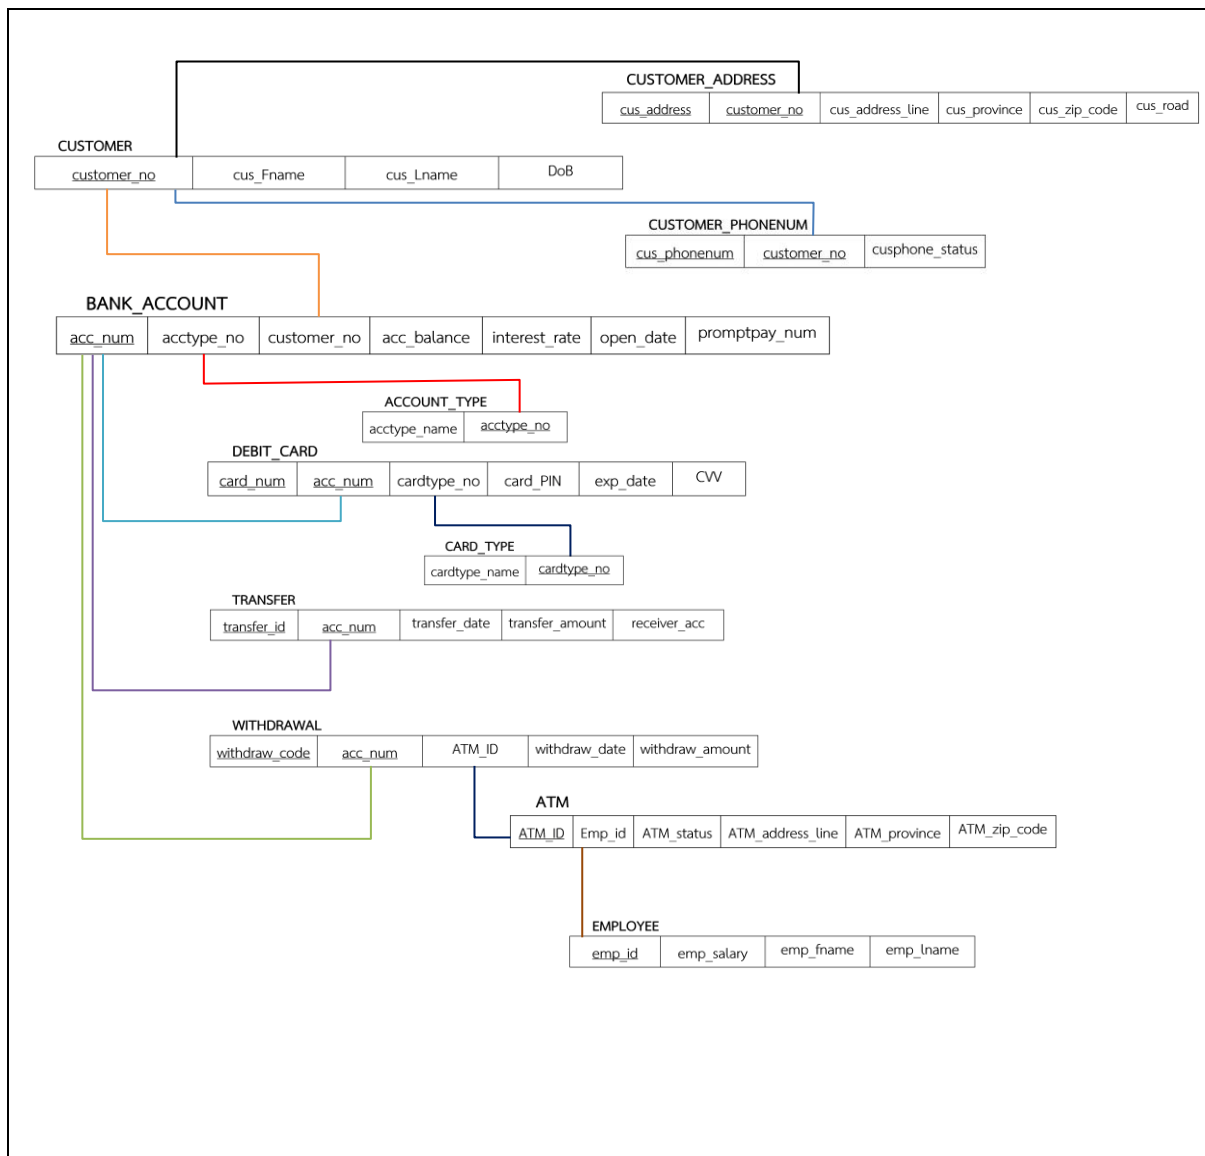 CUSTOMER_ADDRESS
cus_address customer_no cus_address_line cus_province cus_zip_code cus_road
CUSTOMER
customer_no cus_Fname cus_Lname DoB
CUSTOMER_PHONENUM
cus_phonenum customer_no cusphone_status
BANK_ACCOUNT
acc_num acctype_no customer_no acc_balance interest_rate open_date promptpay_num
ACCOUNT_TYPE
acctype_name acctype_no
DEBIT_CARD
card_num acc_num cardtype_no card_PIN exp_date CVV
CARD_TYPE
cardtype_name cardtype_no
TRANSFER
transfer_id acc_num transfer_date transfer_amount receiver_acc
WITHDRAWAL
withdraw_code acc_num ATM_ID withdraw_date withdraw_amount
ATM
ATM_ID Emp_id ATM_status ATM_address_line ATM_province ATM_zip_code
EMPLOYEE
emp_id emp_salary emp_fname emp_lname